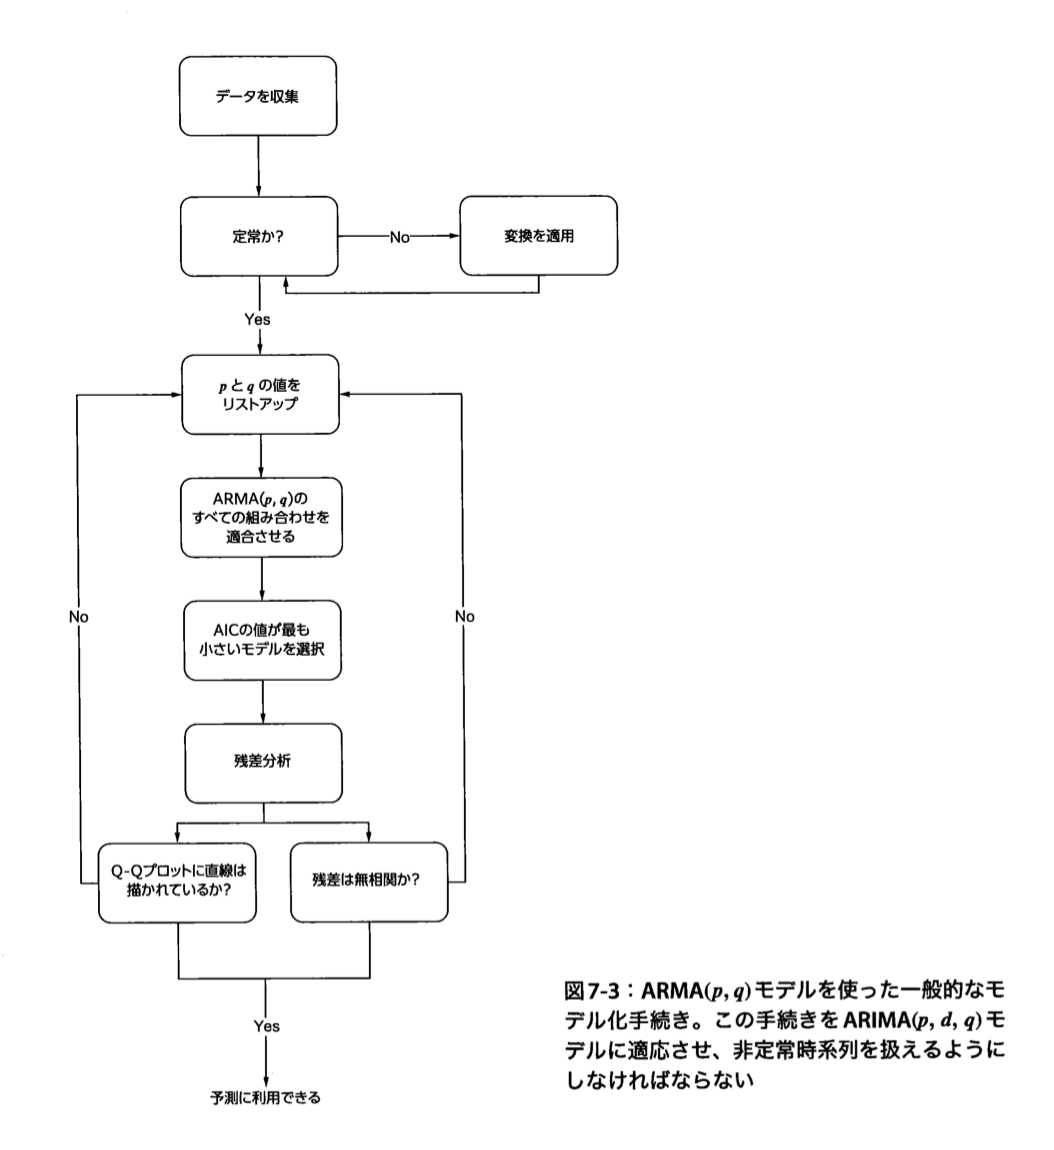 データを収集
定常か?
No
変換を適用
Yes
pとqの値を
リストアップ
ARMA(p, q)の
すべての組み合わせを
適合させる
No
No
AICの値が最も
小さいモデルを選択
残差分析
Q-Qプロットに直線は
描かれているか?
残差は無相関か?
Yes
予測に利用できる
図7-3：ARMA(p, q)モデルを使った一般的なモ
デル化手続き。この手続きをARIMA(p, d, q)モ
デルに適応させ、非定常時系列を扱えるように
しなければならない